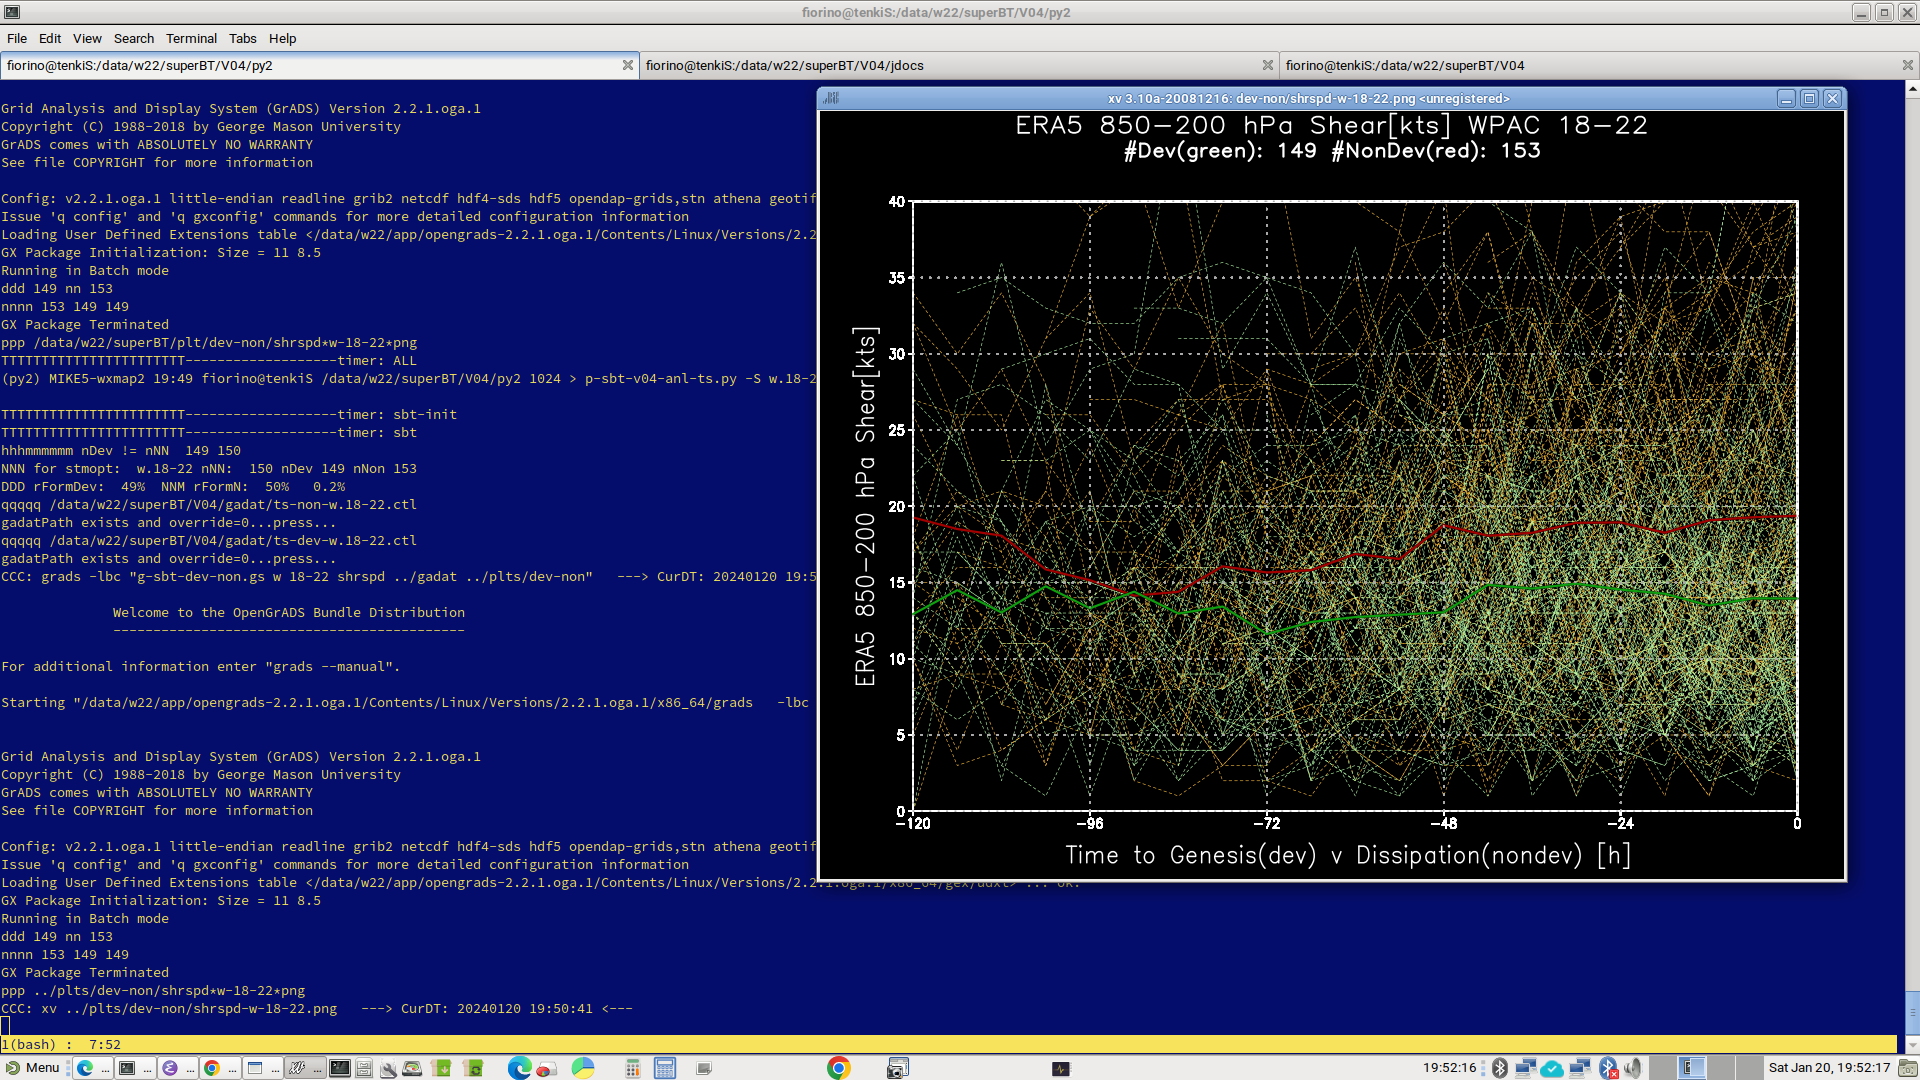 fiorino@tenkiS:/data/w22/superBT/V04/py2
File Edit View Search Terminal Tabs Help
fiorino@tenkiS:/data/w22/superBT/V04/py2
fiorino@tenkiS:/data/w22/superBT/V04/jdocs
fiorino@tenkiS:/data/w22/superBT/V04
Grid Analysis and Display System (GrADS) Version 2.2.1.oga.1
Copyright (C) 1988-2018 by George Mason University
GrADS comes with ABSOLUTELY NO WARRANTY
See file COPYRIGHT for more information
Config: v2.2.1.oga.1 little-endian readline grib2 netcdf hdf4-sds hdf5 opendap-grids,stn athena geotif
Issue 'q config' and 'q gxconfig' commands for more detailed configuration information
Loading User Defined Extensions table </data/w22/app/opengrads-2.2.1.oga.1/Contents/Linux/Versions/2.2
GX Package Initialization: Size = 11 8.5
Running in Batch mode
ddd 149 nn 153
nnnn 153 149 149
GX Package Terminated
ppp /data/w22/superBT/plt/dev-non/shrspd*w-18-22*png
TTTTTTTTTTTTTTTTTTTTTTT-------------------timer: ALL
(py2) MIKE5-wxmap2 19:49 fiorino@tenkiS /data/w22/superBT/V04/py2 1024 > p-sbt-v04-anl-ts.py -S w.18-2
TTTTTTTTTTTTTTTTTTTTTTT-------------------timer: sbt-init
TTTTTTTTTTTTTTTTTTTTTTT-------------------timer: sbt
hhhmmmmmm nDev != nNN  149 150
NNN for stmopt:  w.18-22 nNN:  150 nDev 149 nNon 153
DDD rFormDev:  49%  NNM rFormN:  50%   0.2%
qqqqq /data/w22/superBT/V04/gadat/ts-non-w.18-22.ctl
gadatPath exists and override=0...press...
qqqqq /data/w22/superBT/V04/gadat/ts-dev-w.18-22.ctl
gadatPath exists and override=0...press...
CCC: grads -lbc "g-sbt-dev-non.gs w 18-22 shrspd ../gadat ../plts/dev-non"   ---> CurDT: 20240120 19:5
Welcome to the OpenGrADS Bundle Distribution
--------------------------------------------
For additional information enter "grads --manual".
Starting "/data/w22/app/opengrads-2.2.1.oga.1/Contents/Linux/Versions/2.2.1.oga.1/x86_64/grads   -lbc
Grid Analysis and Display System (GrADS) Version 2.2.1.oga.1
Copyright (C) 1988-2018 by George Mason University
GrADS comes with ABSOLUTELY NO WARRANTY
See file COPYRIGHT for more information
Config: v2.2.1.oga.1 little-endian readline grib2 netcdf hdf4-sds hdf5 opendap-grids,stn athena geotif
Issue 'q config' and 'q gxconfig' commands for more detailed configuration information
Loading User Defined Extensions table </data/w22/app/opengrads-2.2.1.oga.1/Contents/Linux/Versions/2.2.1.oga.1/x86_64/gex/udxt> ... ok.
GX Package Initialization: Size = 11 8.5
Running in Batch mode
ddd 149 nn 153
nnnn 153 149 149
GX Package Terminated
ppp ../plts/dev-non/shrspd*w-18-22*png
CCC: xv ../plts/dev-non/shrspd-w-18-22.png   ---> CurDT: 20240120 19:50:41 <---
1(bash) :  7:52
xv 3.10a-20081216: dev-non/shrspd-w-18-22.png <unregistered>
ERA5 850-200 hPa Shear[kts] WPAC 18-22
#Dev(green): 149 #NonDev(red): 153
ERA5 850-200 hPa Shear[kts]
40
35
30
25
20
15
10
5
0
-120 -96 -72 -48 -24 0
Time to Genesis(dev) v Dissipation(nondev) [h]
Menu ... ... ... ... ... ... 19:52:16 Sat Jan 20, 19:52:17